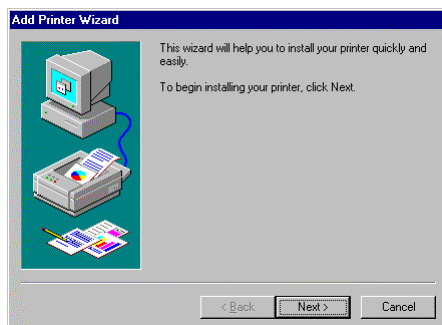 Add Printer Wizard
This wizard will help you to install your printer quickly and
easily.
To begin installing your printer, click Next.
< Back
Next >
Cancel